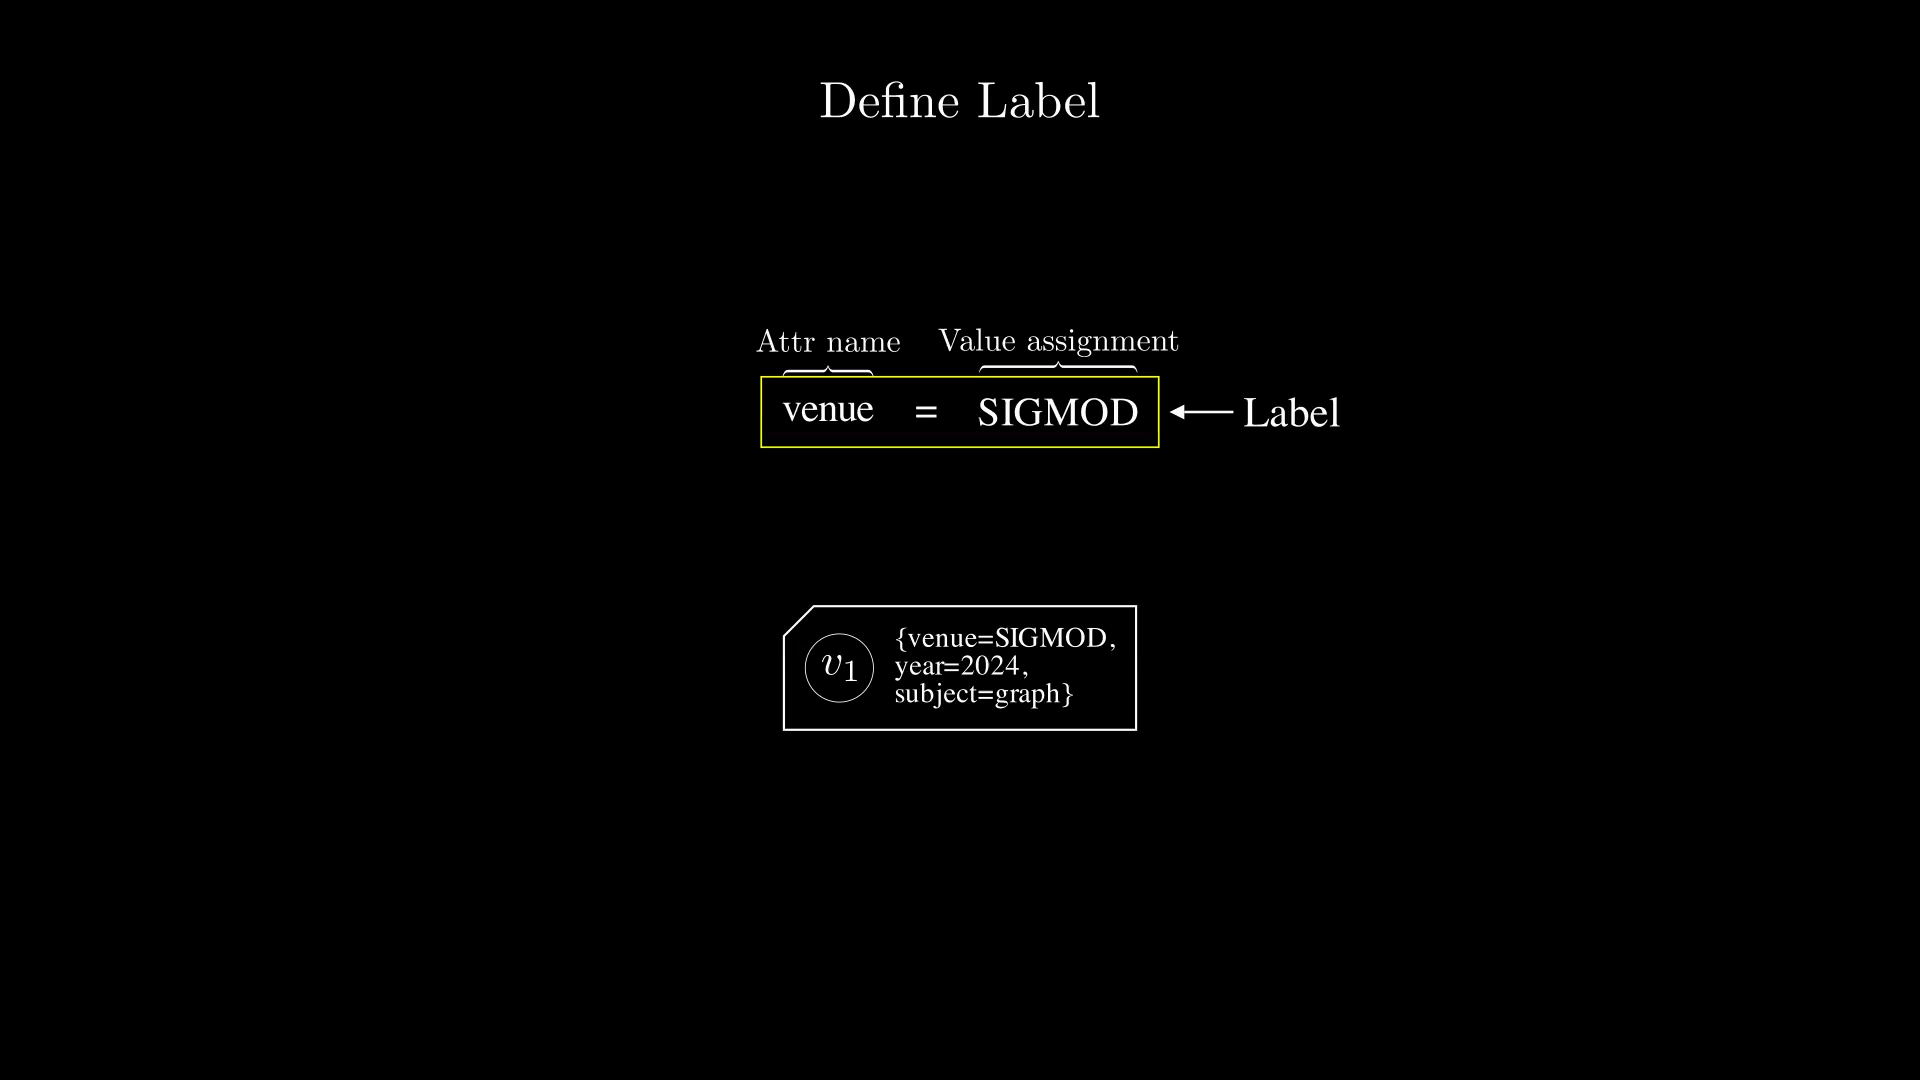 Define Label
Attr name Value assignment
venue = SIGMOD Label
v1 {venue=SIGMOD,
year=2024,
subject=graph}